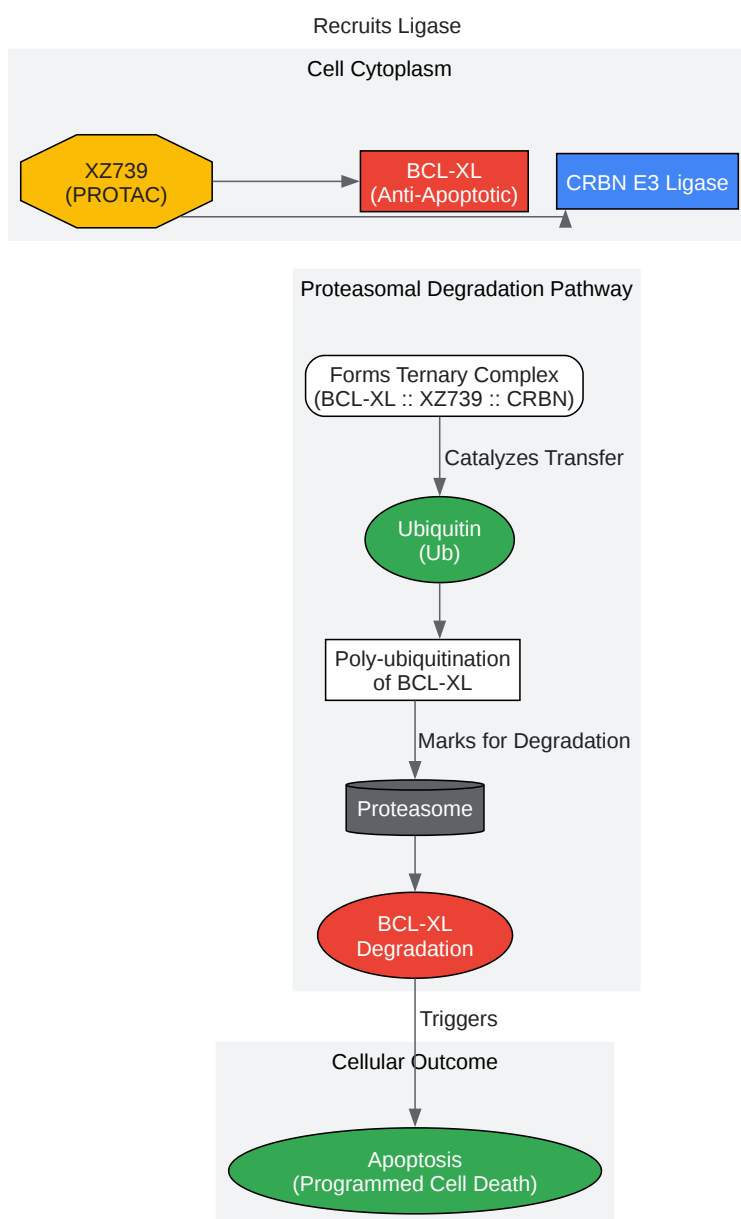 Recruits Ligase
Cell Cytoplasm
XZ739
(PROTAC)
BCL-XL
(Anti-Apoptotic)
CRBN E3 Ligase
Proteasomal Degradation Pathway
Forms Ternary Complex
(BCL-XL :: XZ739 :: CRBN)
Catalyzes Transfer
Ubiquitin
(Ub)
Poly-ubiquitination
of BCL-XL
Marks for Degradation
Proteasome
BCL-XL
Degradation
Triggers
Cellular Outcome
Apoptosis
(Programmed Cell Death)